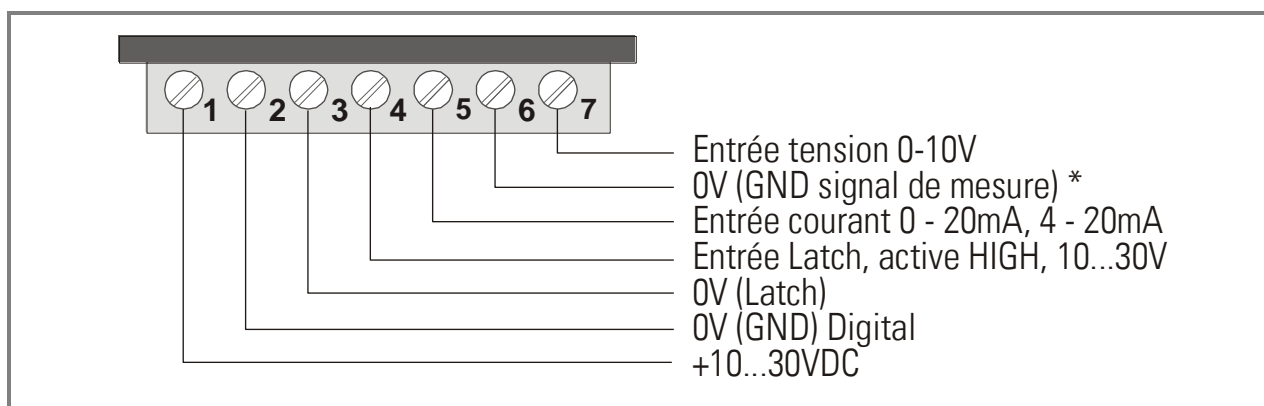 1 2 3 4 5 6 7
Entrée tension 0-10V
0V (GND signal de mesure) *
Entrée courant 0 - 20mA, 4 - 20mA
Entrée Latch, active HIGH, 10...30V
0V (Latch)
0V (GND) Digital
+10...30VDC